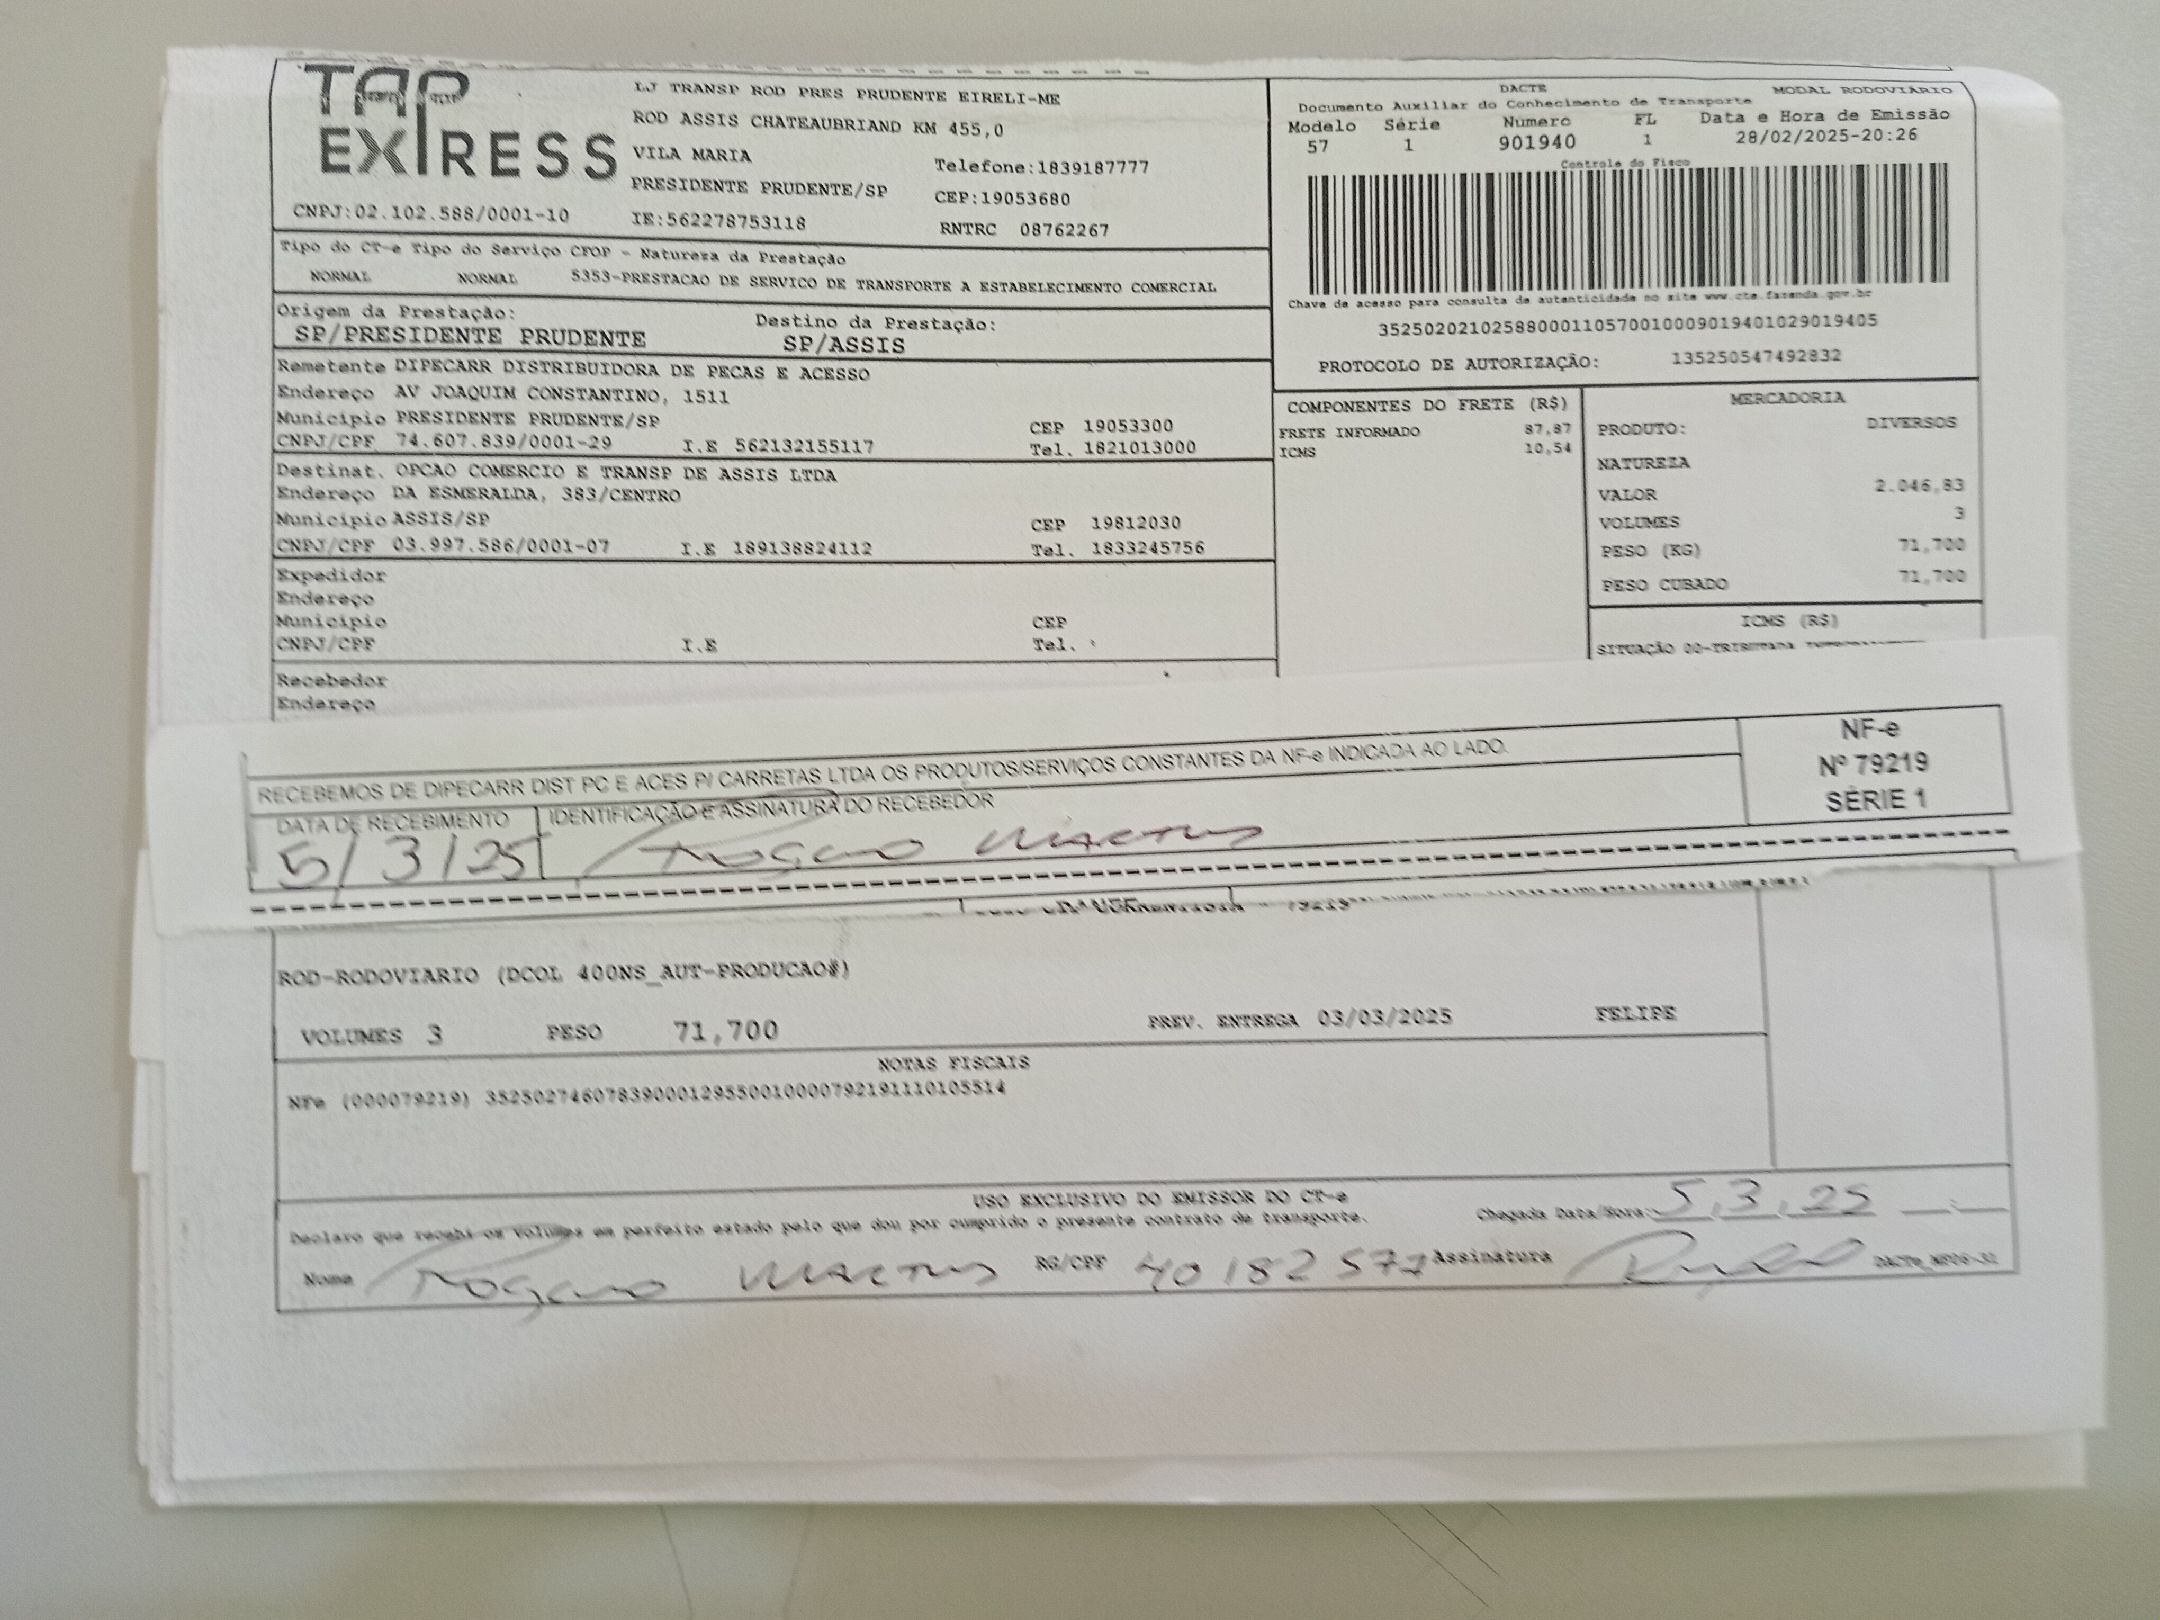 TAP
EXPRESS
CNPJ:02.102.588/0001-10
LJ TRANSP ROD PRES PRUDENTE EIRELI-ME
ROD ASSIS CHATEAUBRIAND KM 455,0
VILA MARIA Telefone:1839187777
PRESIDENTE PRUDENTE/SP CEP:19053680
IE:562278753118 RNTRC 08762267
DACTE MODAL RODOVIÁRIO
Documento Auxiliar do Conhecimento de Transporte
Modelo Série Número FL Data e Hora de Emissão
57 1 901940 1 28/02/2025-20:26
Controle do Fisco
Chave de acesso para consulta de autenticidade no site www.cte.fazenda.gov.br
35250202102588000110570010009019401029019405
PROTOCOLO DE AUTORIZAÇÃO: 135250547492832
Tipo do CT-e Tipo do Serviço CFOP - Natureza da Prestação
NORMAL NORMAL 5353-PRESTACAO DE SERVICO DE TRANSPORTE A ESTABELECIMENTO COMERCIAL
Origem da Prestação: Destino da Prestação:
SP/PRESIDENTE PRUDENTE SP/ASSIS
Remetente DIPECARR DISTRIBUIDORA DE PECAS E ACESSO
Endereço AV JOAQUIM CONSTANTINO, 1511
Município PRESIDENTE PRUDENTE/SP CEP 19053300
CNPJ/CPF 74.607.839/0001-29 I.E 562132155117 Tel. 1821013000
Destinat. OPCAO COMERCIO E TRANSP DE ASSIS LTDA
Endereço DA ESMERALDA, 383/CENTRO
Município ASSIS/SP CEP 19812030
CNPJ/CPF 03.997.586/0001-07 I.E 189138824112 Tel. 1833245756
Expedidor
Endereço
Município CEP
CNPJ/CPF I.E Tel.
Recebedor
Endereço
COMPONENTES DO FRETE (R$)
FRETE INFORMADO 87,87
ICMS 10,54
MERCADORIA
PRODUTO: DIVERSOS
NATUREZA
VALOR 2.046,83
VOLUMES 3
PESO (KG) 71,700
PESO CUBADO 71,700
ICMS (R$)
SITUAÇÃO 00-TRIBUTADA
RECEBEMOS DE DIPECARR DIST PC E ACES P/ CARRETAS LTDA OS PRODUTOS/SERVIÇOS CONSTANTES DA NF-e INDICADA AO LADO.
DATA DE RECEBIMENTO IDENTIFICAÇÃO E ASSINATURA DO RECEBEDOR
5/3/25
NF-e
Nº 79219
SÉRIE 1
ROD-RODOVIARIO (DCOL 400NS_AUT-PRODUCAO#)
VOLUMES 3 PESO 71,700 PREV. ENTREGA 03/03/2025 FELIPE
NOTAS FISCAIS
NFe (000079219) 35250274607839000129550010000792191110105514
USO EXCLUSIVO DO EMISSOR DO CT-e
Declaro que recebi os volumes em perfeito estado pelo que dou por cumprido o presente contrato de transporte. Chegada Data/Hora: 5,3,25
Nome RG/CPF 40182577 Assinatura